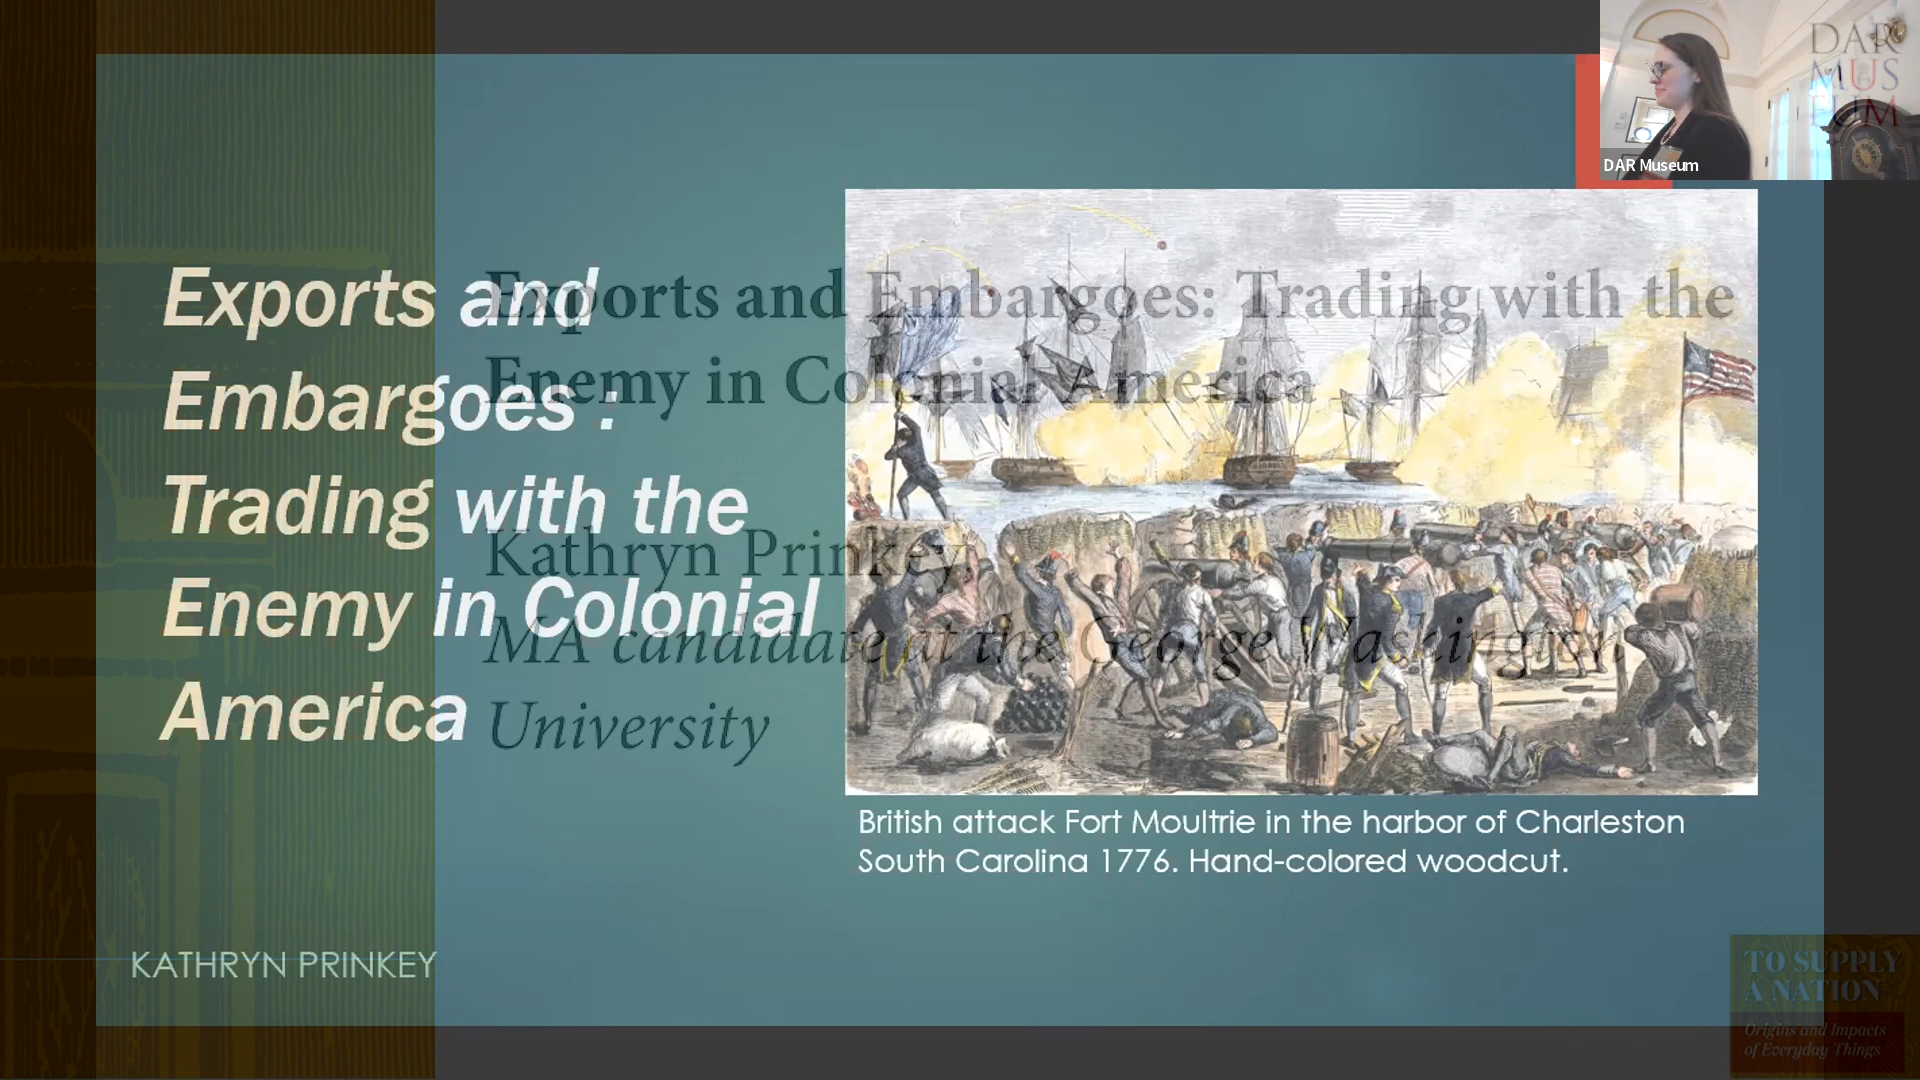 Exports and
Embargoes :
Trading with the
Enemy in Colonial
America
KATHRYN PRINKEY
Exports and Embargoes: Trading with the
Enemy in Colonial America
Kathryn Prinkey,
MA candidate at the George Washington
University
British attack Fort Moultrie in the harbor of Charleston
South Carolina 1776. Hand-colored woodcut.
DAR
MUS
EUM
DAR Museum
TO SUPPLY
A NATION
Origins and Impacts
of Everyday Things